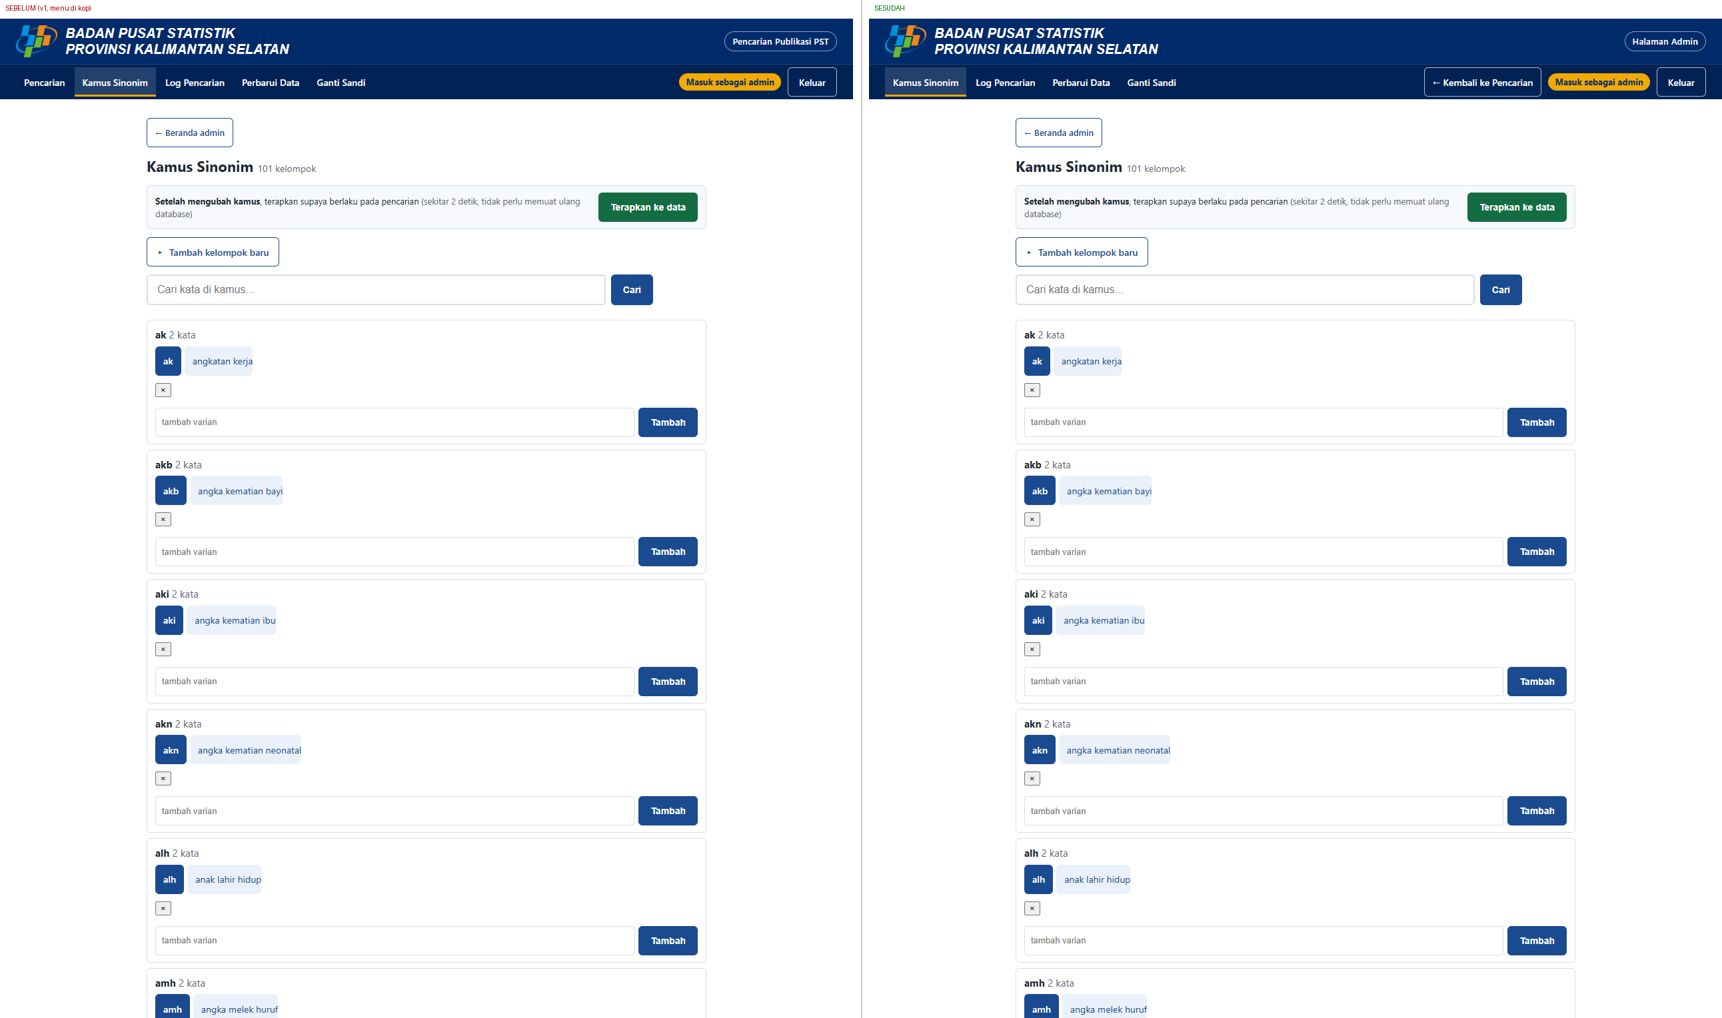 SEBELUM (v1, menu di kop)
BADAN PUSAT STATISTIK
PROVINSI KALIMANTAN SELATAN
Pencarian Publikasi PST
Pencarian
Kamus Sinonim
Log Pencarian
Perbarui Data
Ganti Sandi
Masuk sebagai admin
Keluar
← Beranda admin
Kamus Sinonim 101 kelompok
Setelah mengubah kamus, terapkan supaya berlaku pada pencarian (sekitar 2 detik, tidak perlu memuat ulang
database)
Terapkan ke data
▸ Tambah kelompok baru
Cari kata di kamus...
Cari
ak 2 kata
ak
angkatan kerja
×
tambah varian
Tambah
akb 2 kata
akb
angka kematian bayi
×
tambah varian
Tambah
aki 2 kata
aki
angka kematian ibu
×
tambah varian
Tambah
akn 2 kata
akn
angka kematian neonatal
×
tambah varian
Tambah
alh 2 kata
alh
anak lahir hidup
×
tambah varian
Tambah
amh 2 kata
amh
angka melek huruf
SESUDAH
BADAN PUSAT STATISTIK
PROVINSI KALIMANTAN SELATAN
Halaman Admin
Kamus Sinonim
Log Pencarian
Perbarui Data
Ganti Sandi
← Kembali ke Pencarian
Masuk sebagai admin
Keluar
← Beranda admin
Kamus Sinonim 101 kelompok
Setelah mengubah kamus, terapkan supaya berlaku pada pencarian (sekitar 2 detik, tidak perlu memuat ulang
database)
Terapkan ke data
▸ Tambah kelompok baru
Cari kata di kamus...
Cari
ak 2 kata
ak
angkatan kerja
×
tambah varian
Tambah
akb 2 kata
akb
angka kematian bayi
×
tambah varian
Tambah
aki 2 kata
aki
angka kematian ibu
×
tambah varian
Tambah
akn 2 kata
akn
angka kematian neonatal
×
tambah varian
Tambah
alh 2 kata
alh
anak lahir hidup
×
tambah varian
Tambah
amh 2 kata
amh
angka melek huruf